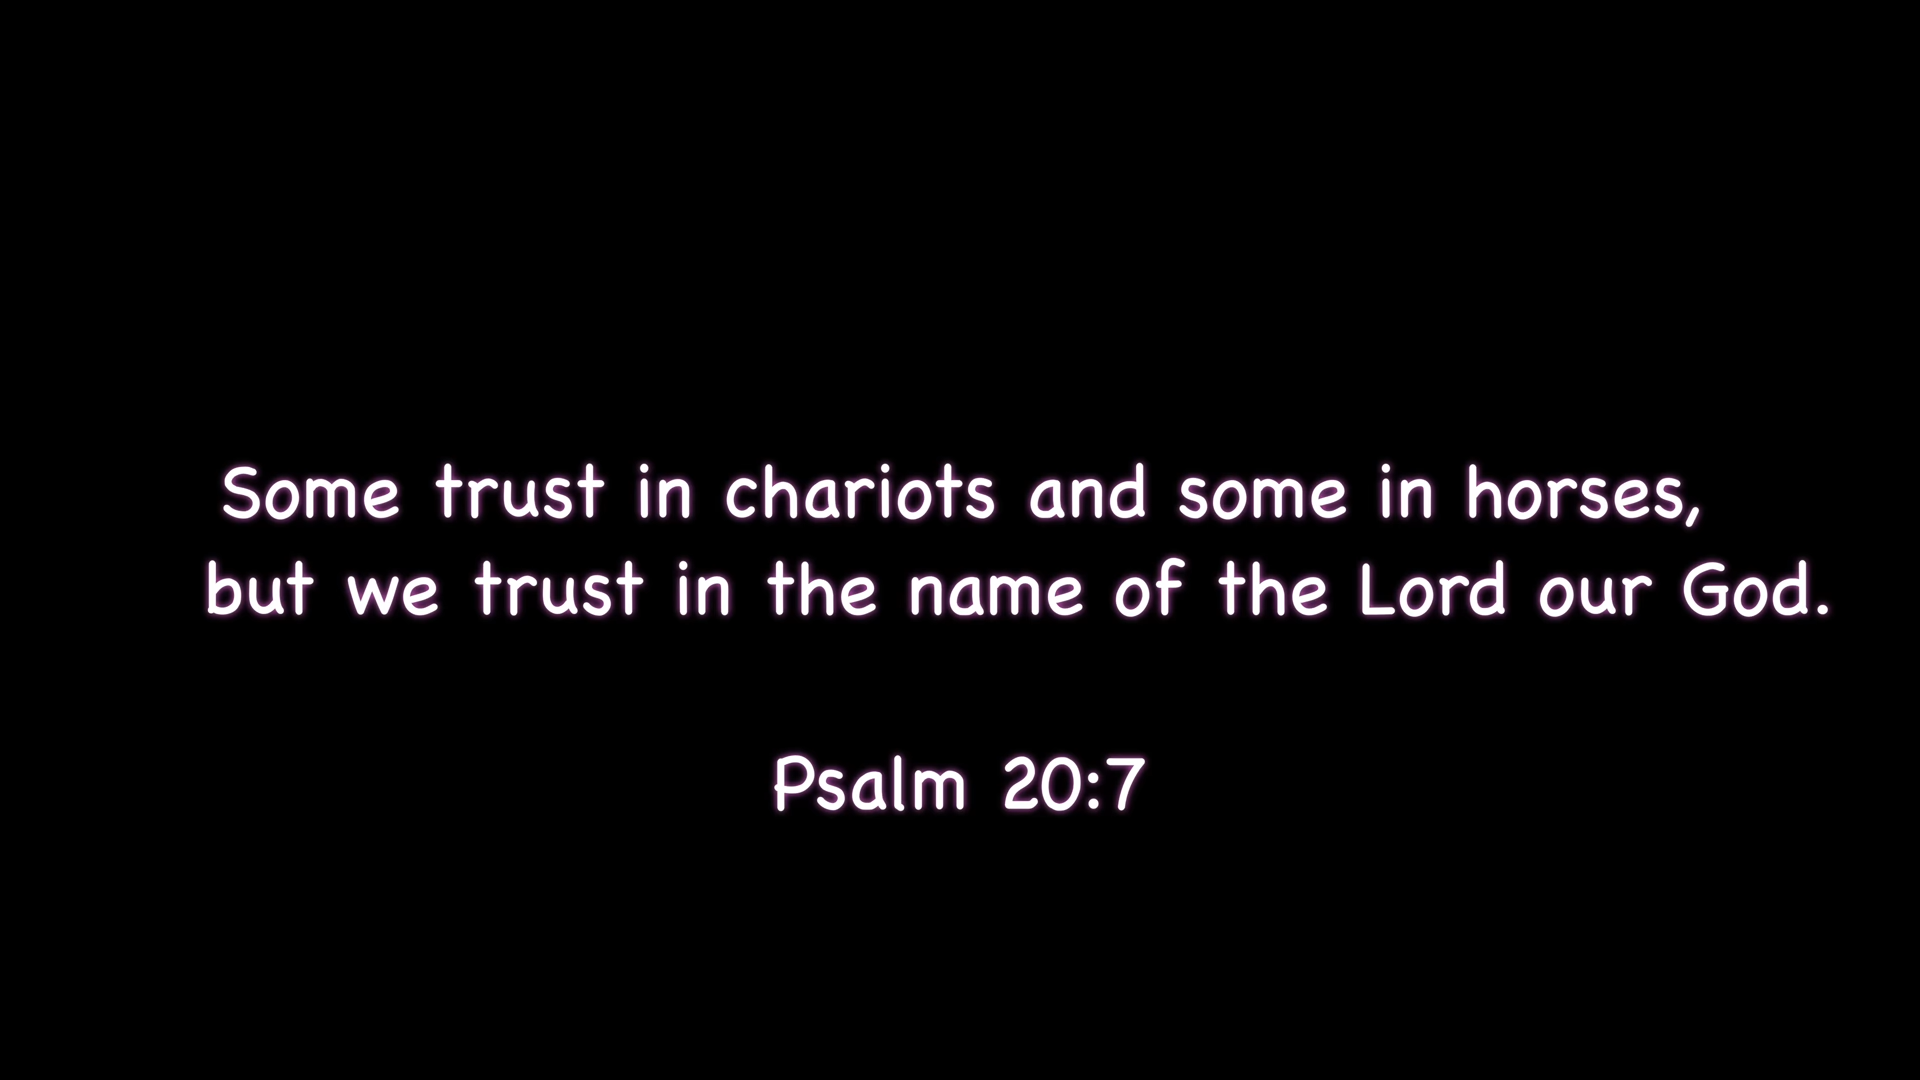 Some trust in chariots and some in horses,
but we trust in the name of the Lord our God.
Psalm 20:7